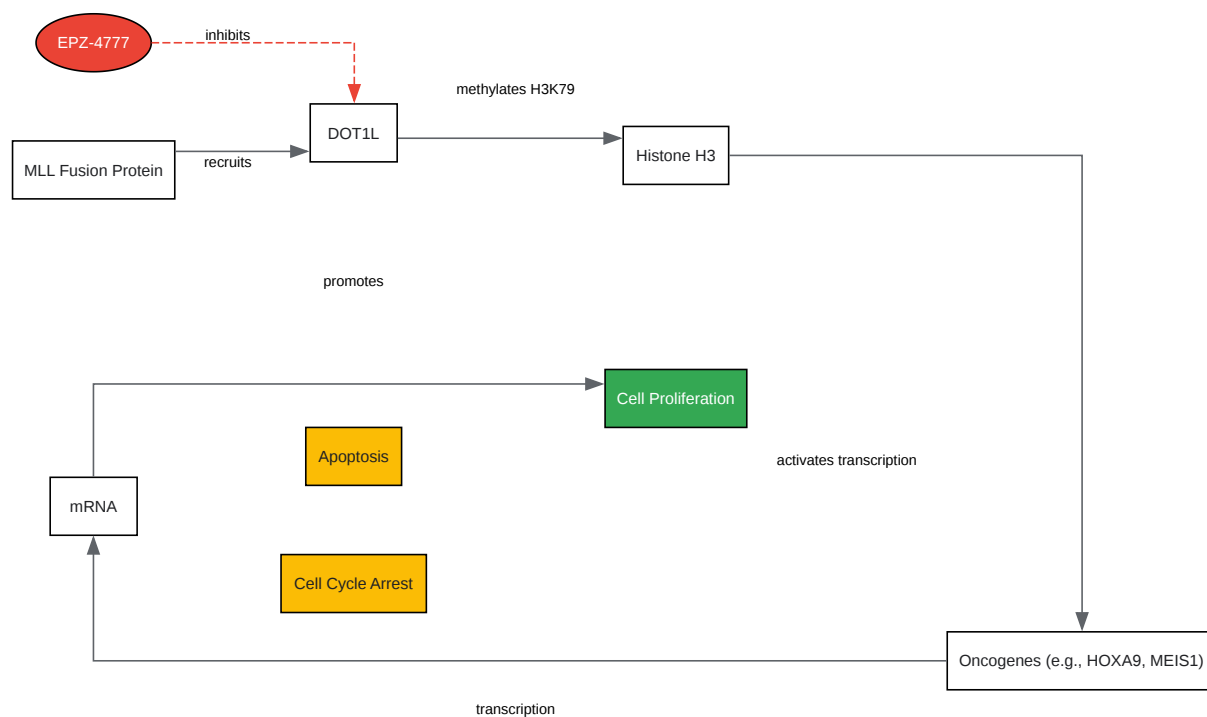 EPZ-4777
inhibits
methylates H3K79
DOT1L
MLL Fusion Protein
recruits
Histone H3
promotes
Cell Proliferation
Apoptosis
activates transcription
mRNA
Cell Cycle Arrest
Oncogenes (e.g., HOXA9, MEIS1)
transcription